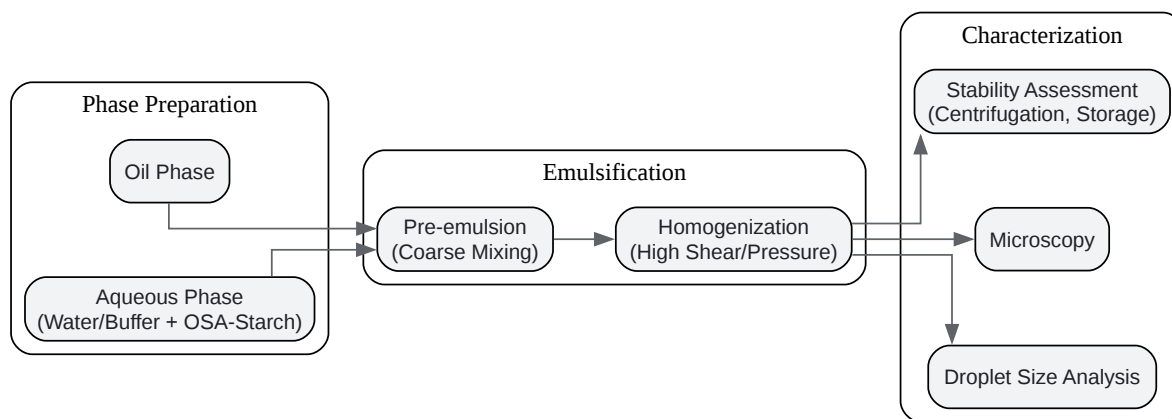 Phase Preparation
Oil Phase
Aqueous Phase
(Water/Buffer + OSA-Starch)
Emulsification
Pre-emulsion
(Coarse Mixing)
Homogenization
(High Shear/Pressure)
Characterization
Stability Assessment
(Centrifugation, Storage)
Microscopy
Droplet Size Analysis